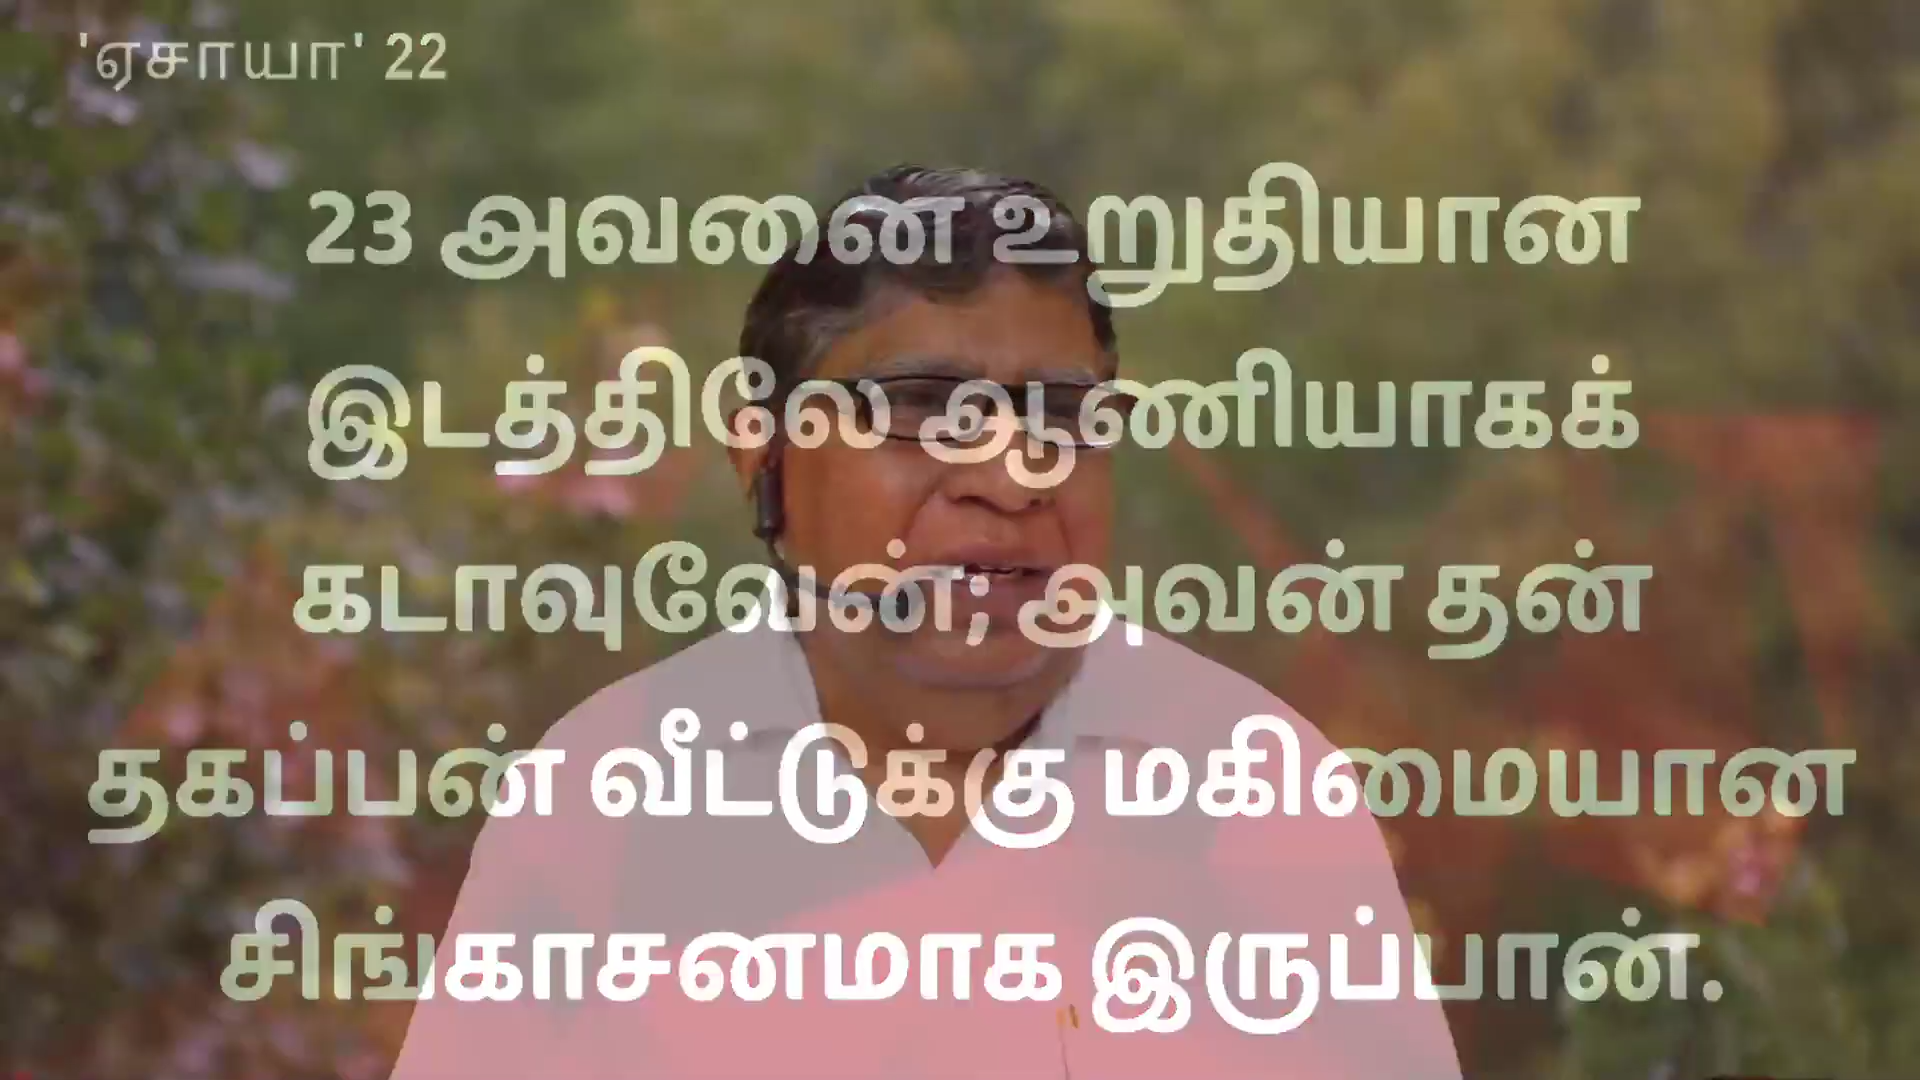 'ஏசாயா' 22
23 அவனை உறுதியான
இடத்திலே ஆணியாகக்
கடாவுவேன்; அவன் தன்
தகப்பன் வீட்டுக்கு மகிமையான
சிங்காசனமாக இருப்பான்.